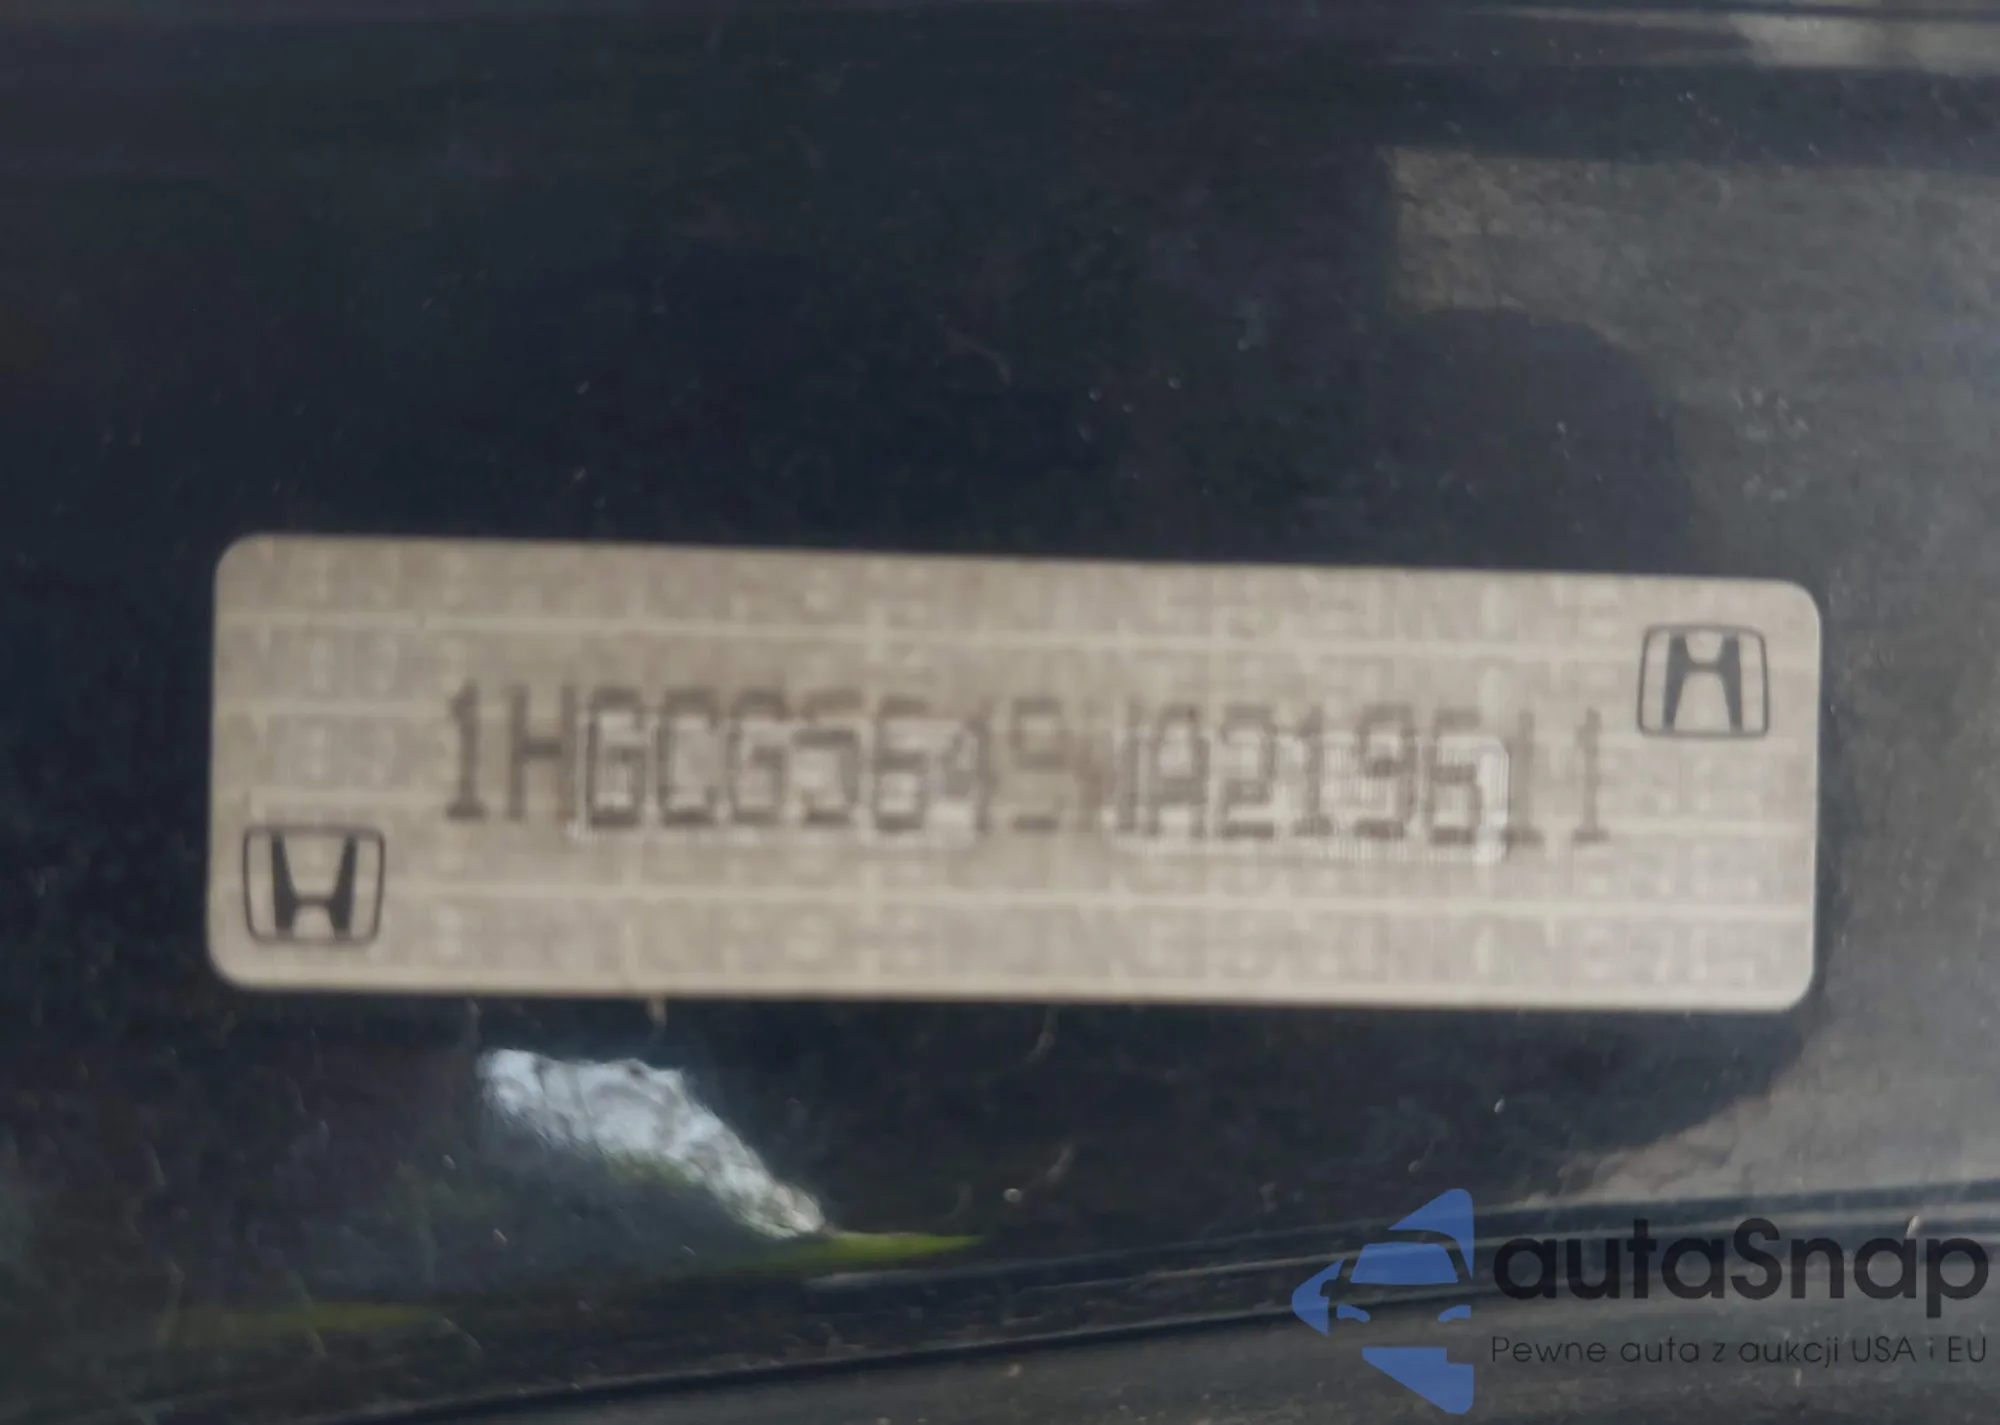 1HGCG5649WA219611
autaSnap
Pewne auta z aukcji USA i EU